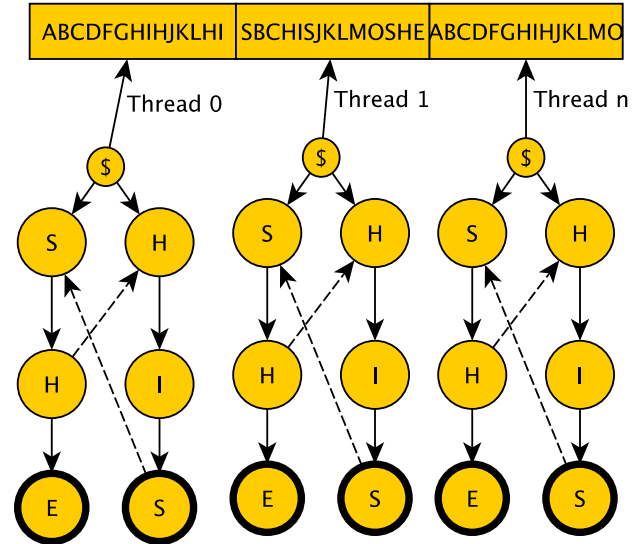 ABCDFGHIHJKLHI SBCHISJKLMOSHE ABCDFGHIHJKLMO
Thread 0 Thread 1 Thread n
$ $ $
S H S H S H
H I H I H I
E S E S E S